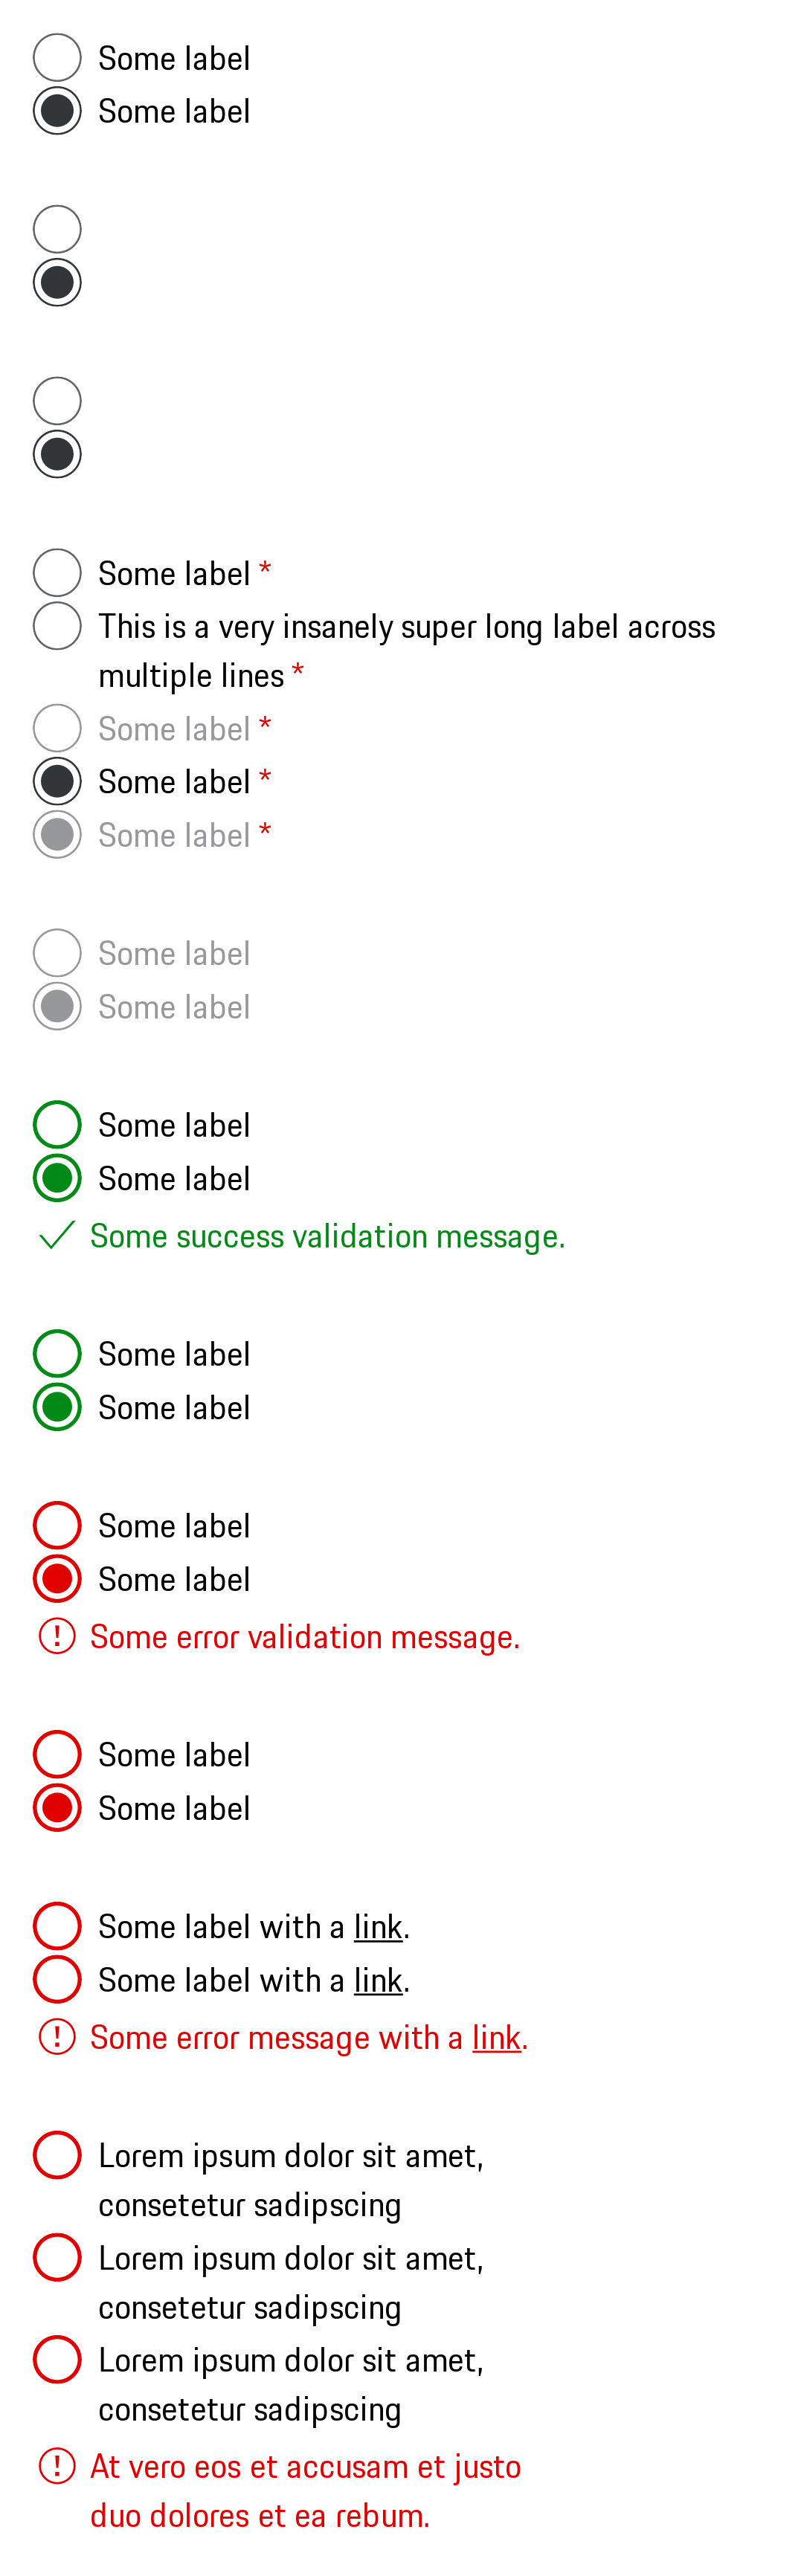 Some label
Some label
Some label *
This is a very insanely super long label across
multiple lines *
Some label *
Some label *
Some label *
Some label
Some label
Some label
Some label
Some success validation message.
Some label
Some label
Some label
Some label
Some error validation message.
Some label
Some label
Some label with a link.
Some label with a link.
Some error message with a link.
Lorem ipsum dolor sit amet,
consetetur sadipscing
Lorem ipsum dolor sit amet,
consetetur sadipscing
Lorem ipsum dolor sit amet,
consetetur sadipscing
At vero eos et accusam et justo
duo dolores et ea rebum.